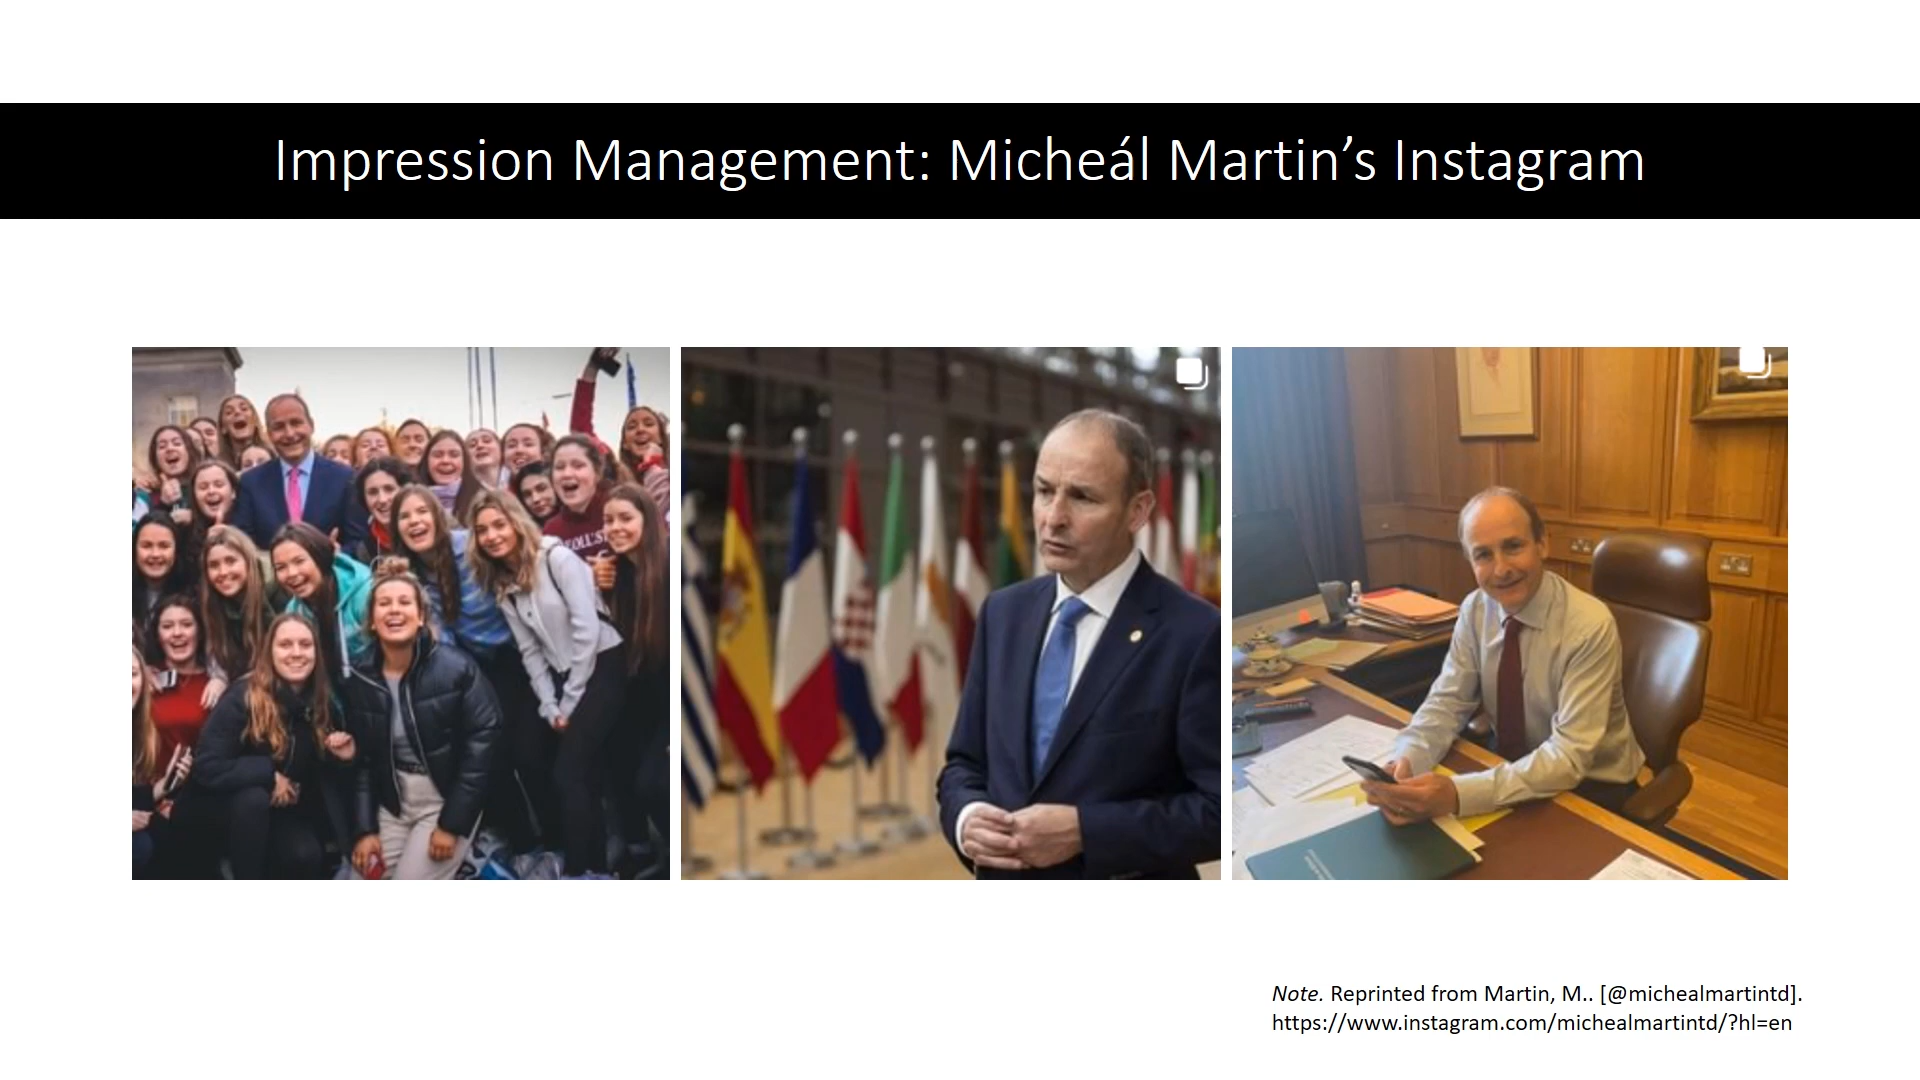 Impression Management: Micheál Martin’s Instagram
Note. Reprinted from Martin, M.. [@michealmartintd].
https://www.instagram.com/michealmartintd/?hl=en